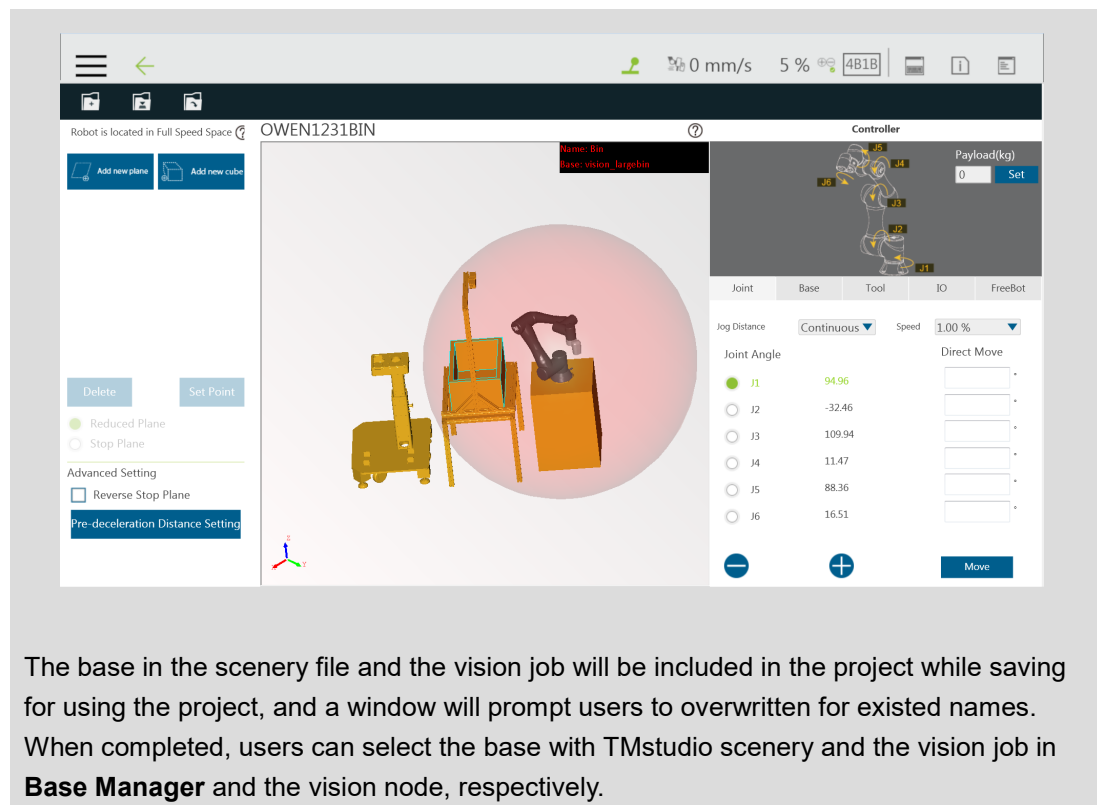 0 mm/s 5 % 4B1B
Robot is located in Full Speed Space
OWEN1231BIN
Controller
Add new plane Add new cube
Name: Bin
Base: vision_largebin
J5
J4
J6
J3
J2
J1
Payload(kg)
0 Set
Joint Base Tool IO FreeBot
Jog Distance Continuous Speed 1.00 %
Joint Angle Direct Move
J1 94.96 °
J2 -32.46 °
J3 109.94 °
J4 11.47 °
J5 88.36 °
J6 16.51 °
Delete Set Point
Reduced Plane
Stop Plane
Advanced Setting
Reverse Stop Plane
Pre-deceleration Distance Setting
Z
Y
Move
The base in the scenery file and the vision job will be included in the project while saving
for using the project, and a window will prompt users to overwritten for existed names.
When completed, users can select the base with TMstudio scenery and the vision job in
Base Manager and the vision node, respectively.